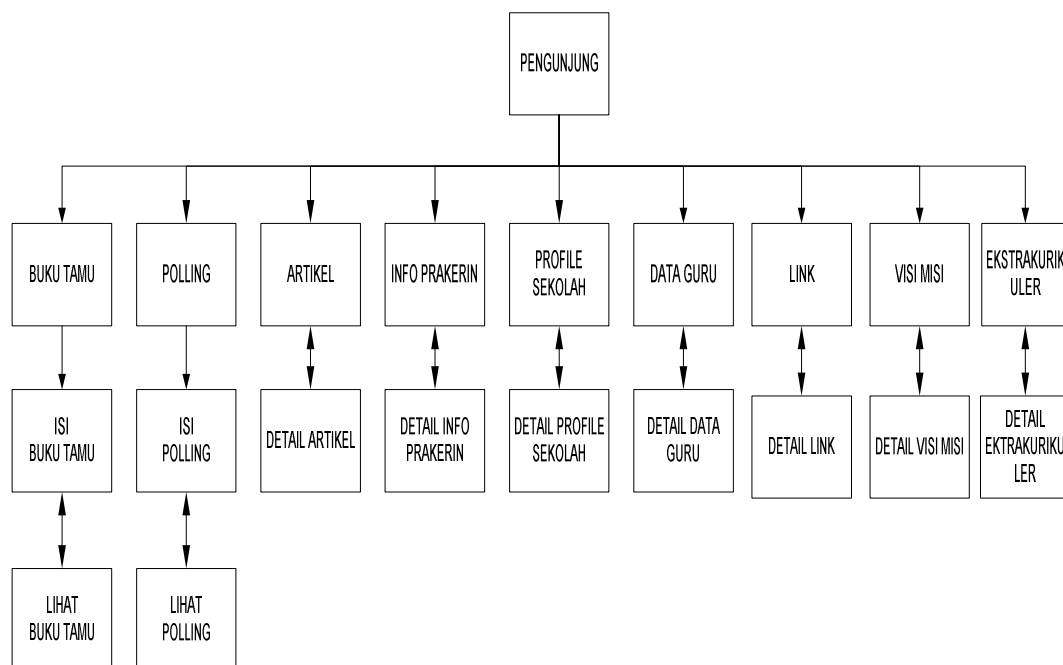 PENGUNJUNG
BUKU TAMU
POLLING
ARTIKEL
INFO PRAKERIN
PROFILE
SEKOLAH
DATA GURU
LINK
VISI MISI
EKSTRAKURIK
ULER
ISI
BUKU TAMU
ISI
POLLING
DETAIL ARTIKEL
DETAIL INFO
PRAKERIN
DETAIL PROFILE
SEKOLAH
DETAIL DATA
GURU
DETAIL LINK
DETAIL VISI MISI
DETAIL
EKTRAKURIKU
LER
LIHAT
BUKU TAMU
LIHAT
POLLING